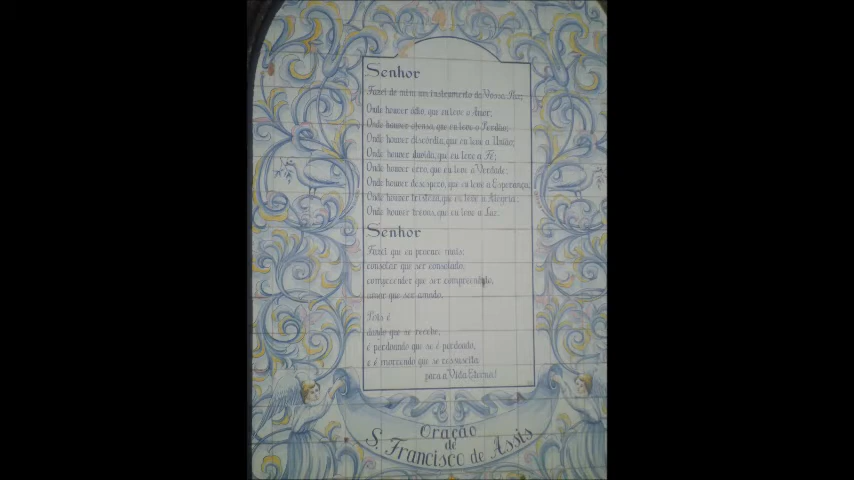 Senhor
Fazei de mim um instrumento da Vossa Paz;
Onde houver ódio, que eu leve o Amor;
Onde houver ofensa, que eu leve o Perdão;
Onde houver discórdia, que eu leve a União;
Onde houver duvida, que eu leve a Fé;
Onde houver erro, que eu leve a Verdade;
Onde houver desespero, que eu leve a Esperança,
Onde houver tristeza, que eu leve a Alegria
Onde houver trevas, que eu leve a Luz.
Senhor
Fazei que eu procure mais:
consolar que ser consolado;
compreender que ser compreendido,
amar que ser amado.
Pois é
dando que se recebe,
é perdoando que se é perdoado,
e é morrendo que se ressuscita
para a Vida Eterna!
Oração
de
S. Francisco de Assis